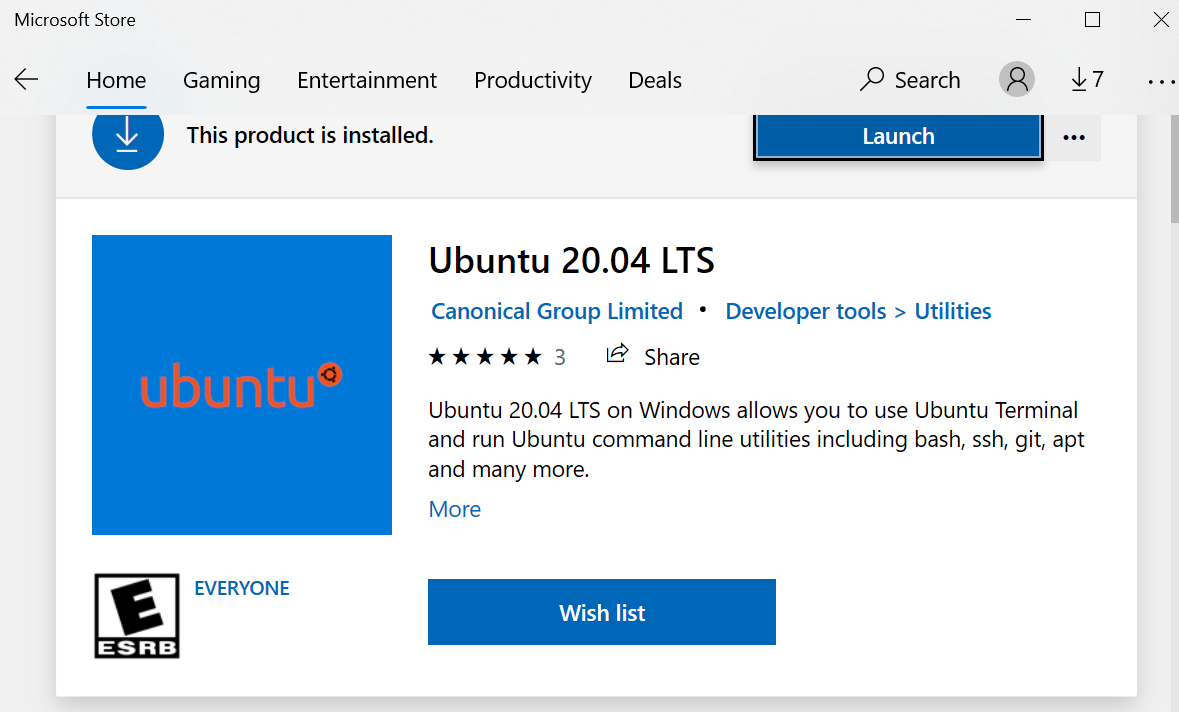 Microsoft Store
Home Gaming Entertainment Productivity Deals Search 7
This product is installed. Launch
Ubuntu 20.04 LTS
Canonical Group Limited • Developer tools > Utilities
ubuntu
★★★★★ 3 Share
Ubuntu 20.04 LTS on Windows allows you to use Ubuntu Terminal
and run Ubuntu command line utilities including bash, ssh, git, apt
and many more.
More
E
ESRB
EVERYONE
Wish list